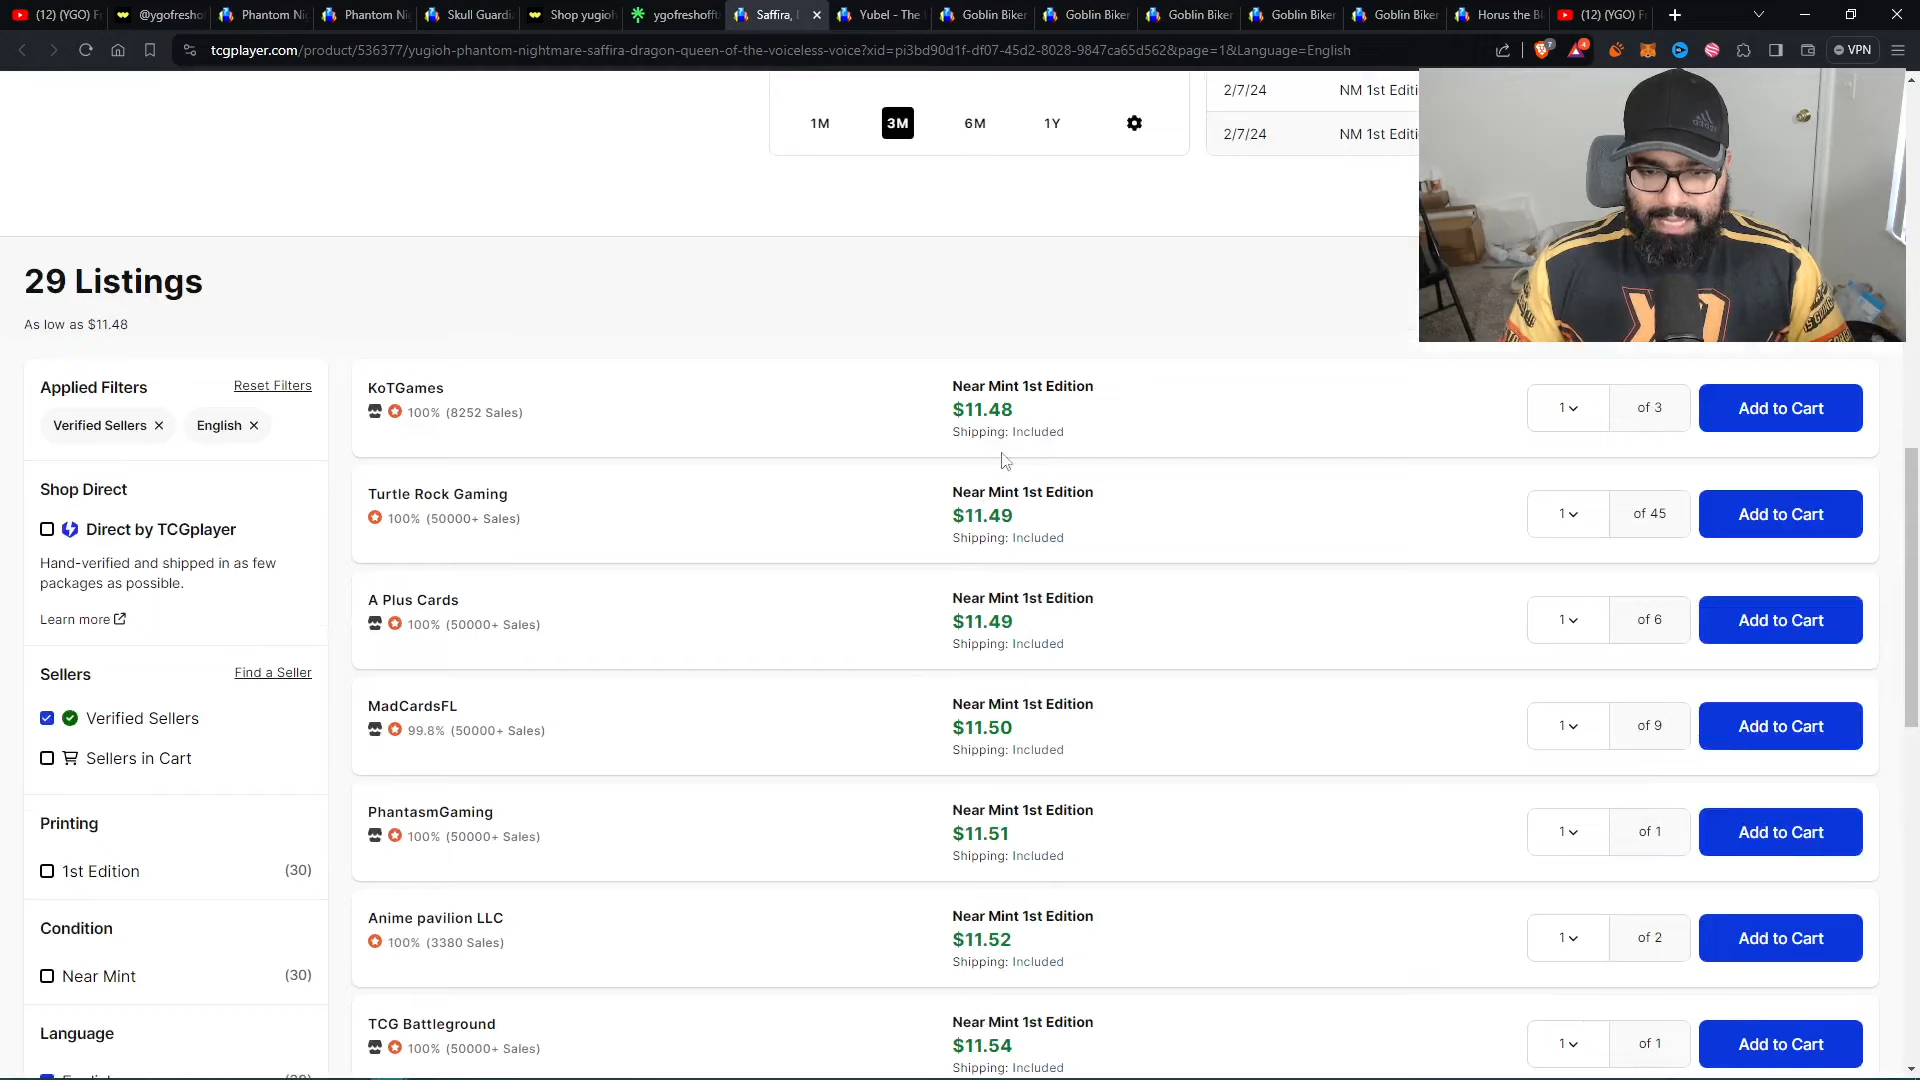 (12) (YGO) F
@ygofresho
Phantom Nig
Phantom Nig
Skull Guardi
Shop yugioh
ygofreshofft
Saffira,
Yubel - The
Goblin Biker
Goblin Biker
Goblin Biker
Goblin Biker
Goblin Biker
Horus the Bl
(12) (YGO) F
tcgplayer.com/product/536377/yugioh-phantom-nightmare-saffira-dragon-queen-of-the-voiceless-voice?xid=pi3bd90d1f-df07-45d2-8028-9847ca65d562&page=1&Language=English
7
4
VPN
1M
3M
6M
1Y
2/7/24 NM 1st Editi
2/7/24 NM 1st Editi
29 Listings
As low as $11.48
Applied Filters
Reset Filters
Verified Sellers
English
Shop Direct
Direct by TCGplayer
Hand-verified and shipped in as few
packages as possible.
Learn more
Sellers
Find a Seller
Verified Sellers
Sellers in Cart
Printing
1st Edition (30)
Condition
Near Mint (30)
Language
KoTGames
100% (8252 Sales)
Near Mint 1st Edition
$11.48
Shipping: Included
1 of 3
Add to Cart
Turtle Rock Gaming
100% (50000+ Sales)
Near Mint 1st Edition
$11.49
Shipping: Included
1 of 45
Add to Cart
A Plus Cards
100% (50000+ Sales)
Near Mint 1st Edition
$11.49
Shipping: Included
1 of 6
Add to Cart
MadCardsFL
99.8% (50000+ Sales)
Near Mint 1st Edition
$11.50
Shipping: Included
1 of 9
Add to Cart
PhantasmGaming
100% (50000+ Sales)
Near Mint 1st Edition
$11.51
Shipping: Included
1 of 1
Add to Cart
Anime pavilion LLC
100% (3380 Sales)
Near Mint 1st Edition
$11.52
Shipping: Included
1 of 2
Add to Cart
TCG Battleground
100% (50000+ Sales)
Near Mint 1st Edition
$11.54
Shipping: Included
1 of 1
Add to Cart